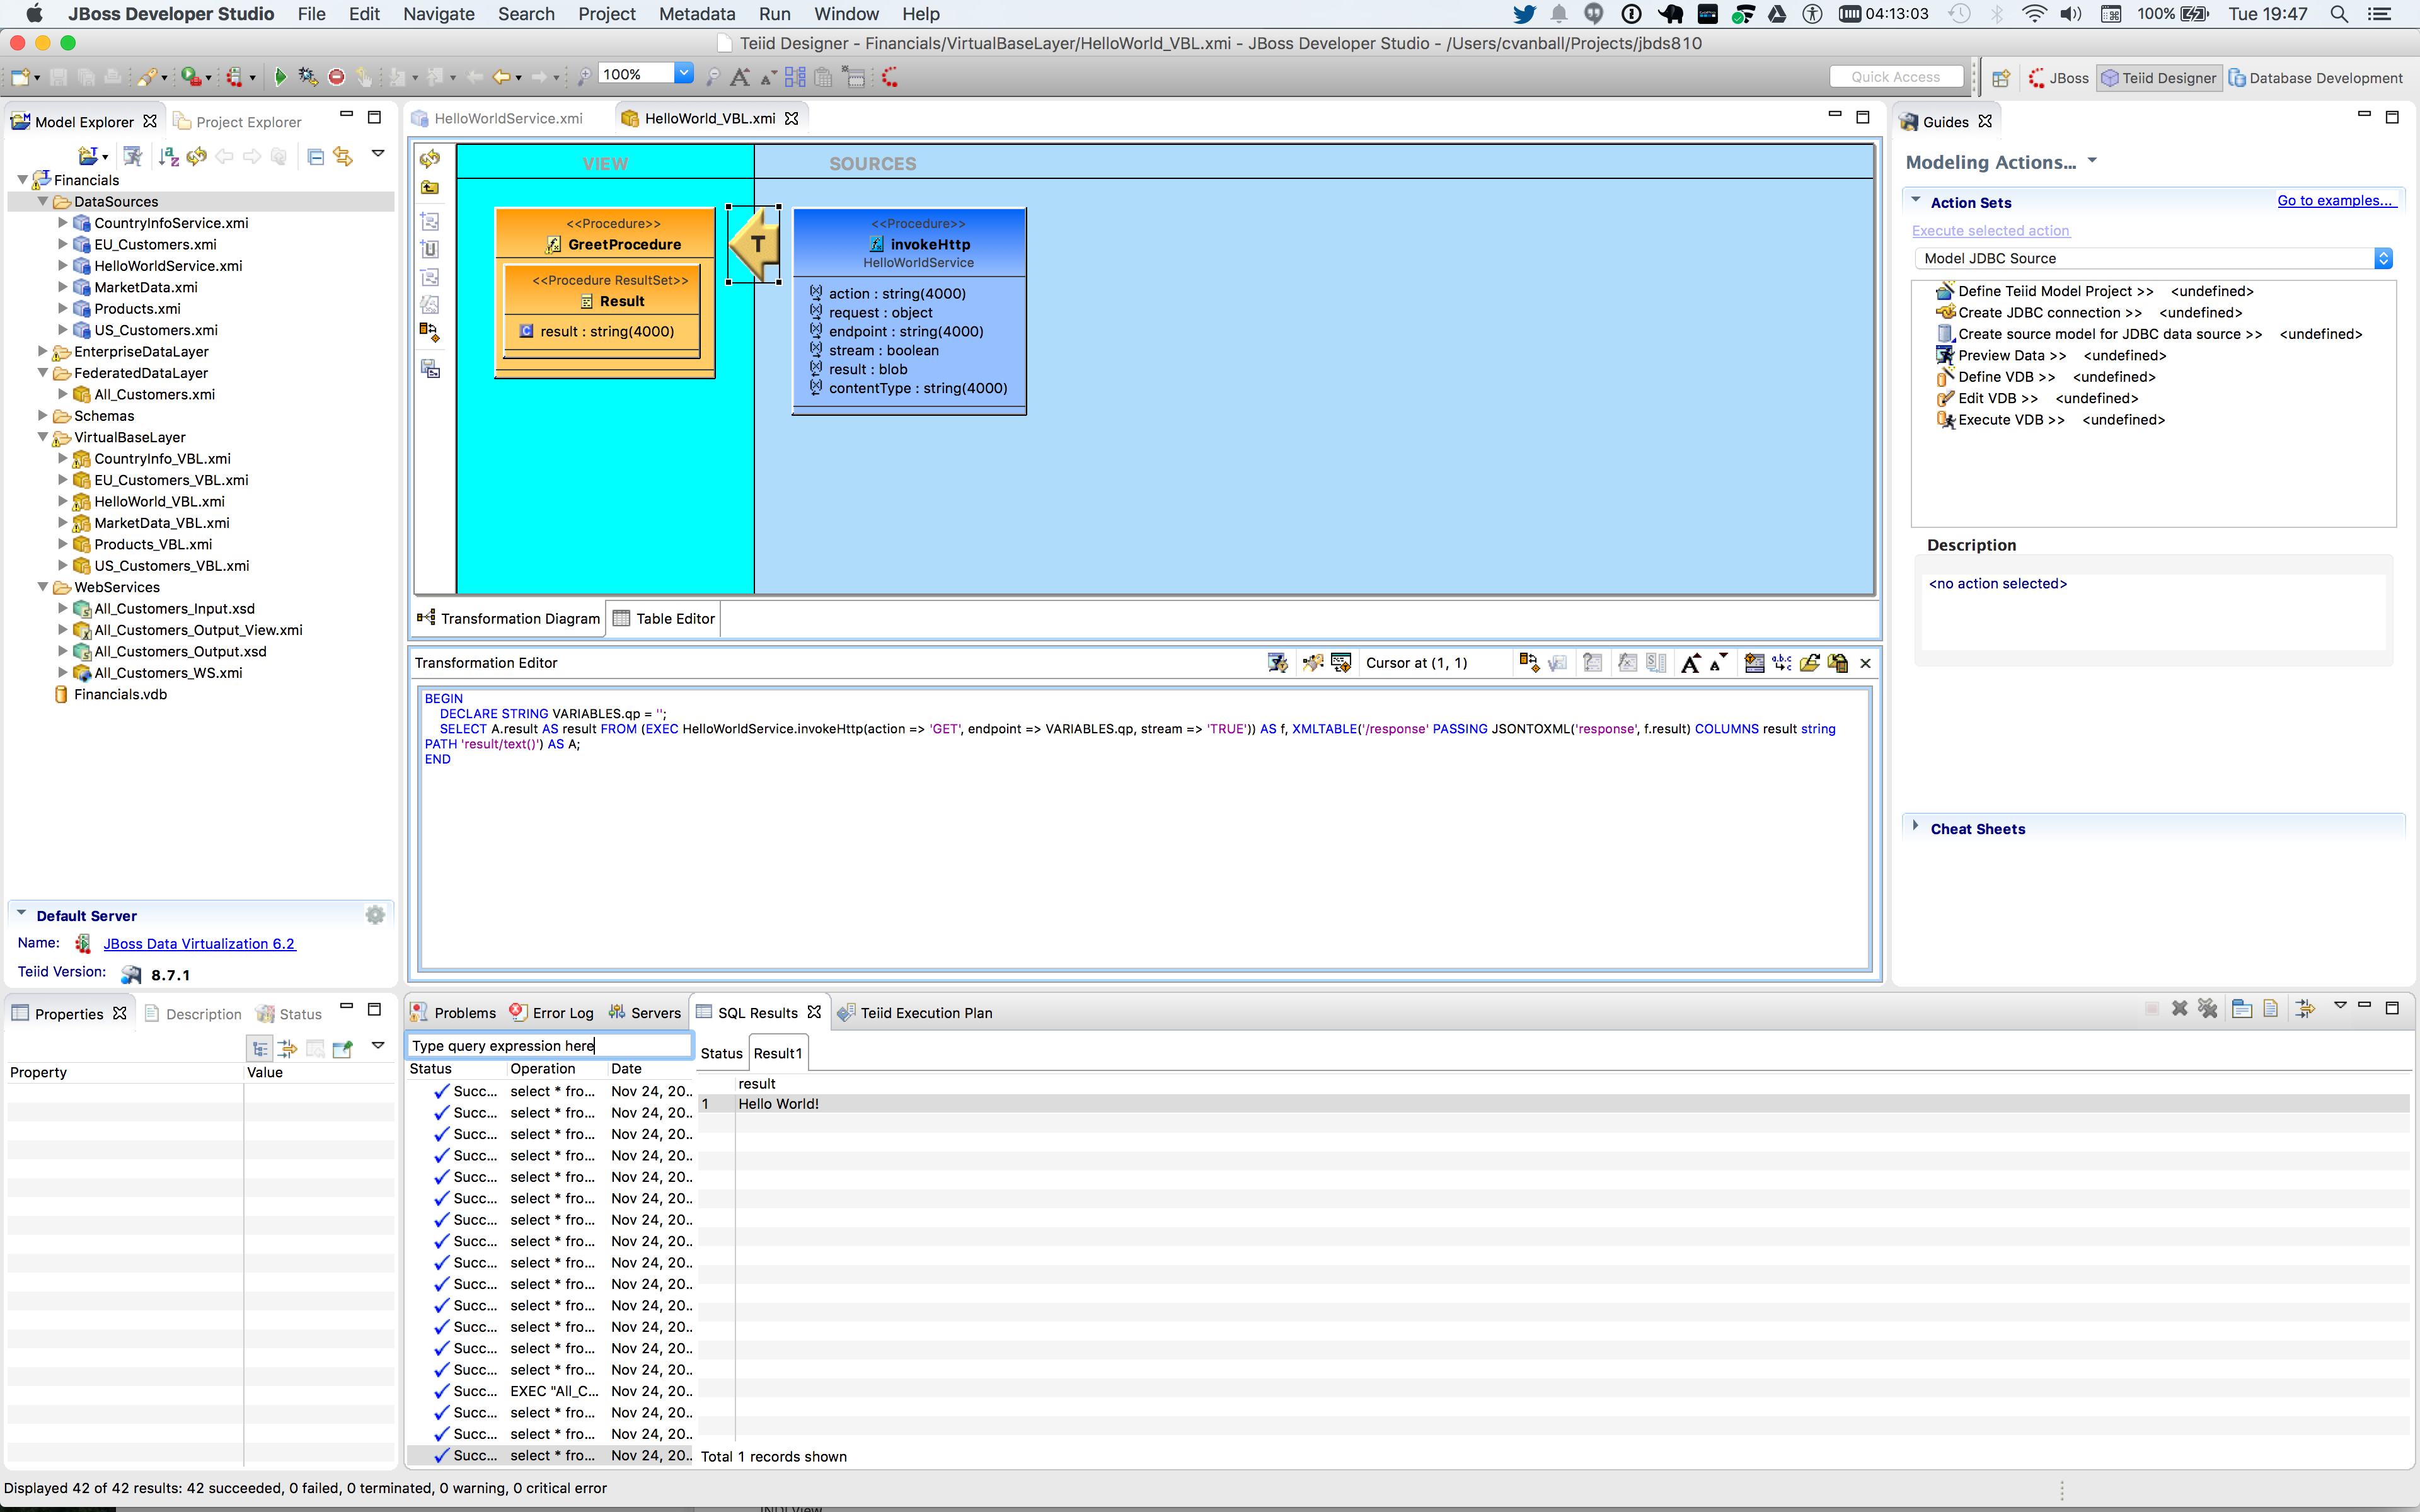 JBoss Developer Studio File Edit Navigate Search Project Metadata Run Window Help 04:13:03 100% Tue 19:47
Teiid Designer - Financials/VirtualBaseLayer/HelloWorld_VBL.xmi - JBoss Developer Studio - /Users/cvanball/Projects/jbds810
100% Quick Access JBoss Teiid Designer Database Development
Model Explorer Project Explorer
Financials
DataSources
CountryInfoService.xmi
EU_Customers.xmi
HelloWorldService.xmi
MarketData.xmi
Products.xmi
US_Customers.xmi
EnterpriseDataLayer
FederatedDataLayer
All_Customers.xmi
Schemas
VirtualBaseLayer
CountryInfo_VBL.xmi
EU_Customers_VBL.xmi
HelloWorld_VBL.xmi
MarketData_VBL.xmi
Products_VBL.xmi
US_Customers_VBL.xmi
WebServices
All_Customers_Input.xsd
All_Customers_Output_View.xmi
All_Customers_Output.xsd
All_Customers_WS.xmi
Financials.vdb
Default Server
Name: JBoss Data Virtualization 6.2
Teiid Version: 8.7.1
HelloWorldService.xmi HelloWorld_VBL.xmi
VIEW SOURCES
<<Procedure>>
GreetProcedure
<<Procedure ResultSet>>
Result
C result : string(4000)
T
<<Procedure>>
invokeHttp
HelloWorldService
action : string(4000)
request : object
endpoint : string(4000)
stream : boolean
result : blob
contentType : string(4000)
Transformation Diagram Table Editor
Transformation Editor Cursor at (1, 1)
BEGIN
DECLARE STRING VARIABLES.qp = '';
SELECT A.result AS result FROM (EXEC HelloWorldService.invokeHttp(action => 'GET', endpoint => VARIABLES.qp, stream => 'TRUE')) AS f, XMLTABLE('/response' PASSING JSONTOXML('response', f.result) COLUMNS result string
PATH 'result/text()') AS A;
END
Guides
Modeling Actions...
Action Sets Go to examples...
Execute selected action
Model JDBC Source
Define Teiid Model Project >> <undefined>
Create JDBC connection >> <undefined>
Create source model for JDBC data source >> <undefined>
Preview Data >> <undefined>
Define VDB >> <undefined>
Edit VDB >> <undefined>
Execute VDB >> <undefined>
Description
<no action selected>
Cheat Sheets
Properties Description Status
Property Value
Problems Error Log Servers SQL Results Teiid Execution Plan
Type query expression here
Status Operation Date
Succ... select * fro... Nov 24, 20..
Succ... select * fro... Nov 24, 20..
Succ... select * fro... Nov 24, 20..
Succ... select * fro... Nov 24, 20..
Succ... select * fro... Nov 24, 20..
Succ... select * fro... Nov 24, 20..
Succ... select * fro... Nov 24, 20..
Succ... select * fro... Nov 24, 20..
Succ... select * fro... Nov 24, 20..
Succ... select * fro... Nov 24, 20..
Succ... select * fro... Nov 24, 20..
Succ... select * fro... Nov 24, 20..
Succ... select * fro... Nov 24, 20..
Succ... select * fro... Nov 24, 20..
Succ... EXEC "All_C... Nov 24, 20..
Succ... select * fro... Nov 24, 20..
Succ... select * fro... Nov 24, 20..
Succ... select * fro... Nov 24, 20..
Status Result1
result
1 Hello World!
Total 1 records shown
Displayed 42 of 42 results: 42 succeeded, 0 failed, 0 terminated, 0 warning, 0 critical error